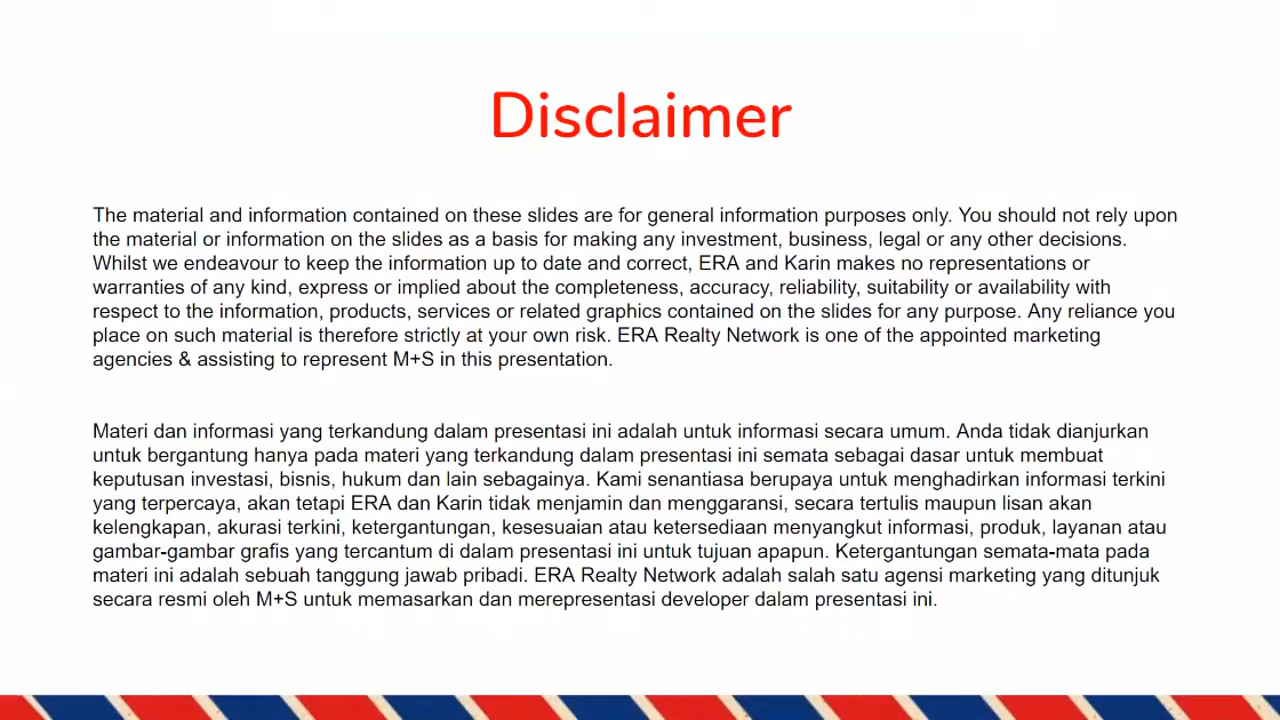 Disclaimer
The material and information contained on these slides are for general information purposes only. You should not rely upon
the material or information on the slides as a basis for making any investment, business, legal or any other decisions.
Whilst we endeavour to keep the information up to date and correct, ERA and Karin makes no representations or
warranties of any kind, express or implied about the completeness, accuracy, reliability, suitability or availability with
respect to the information, products, services or related graphics contained on the slides for any purpose. Any reliance you
place on such material is therefore strictly at your own risk. ERA Realty Network is one of the appointed marketing
agencies & assisting to represent M+S in this presentation.
Materi dan informasi yang terkandung dalam presentasi ini adalah untuk informasi secara umum. Anda tidak dianjurkan
untuk bergantung hanya pada materi yang terkandung dalam presentasi ini semata sebagai dasar untuk membuat
keputusan investasi, bisnis, hukum dan lain sebagainya. Kami senantiasa berupaya untuk menghadirkan informasi terkini
yang terpercaya, akan tetapi ERA dan Karin tidak menjamin dan menggaransi, secara tertulis maupun lisan akan
kelengkapan, akurasi terkini, ketergantungan, kesesuaian atau ketersediaan menyangkut informasi, produk, layanan atau
gambar-gambar grafis yang tercantum di dalam presentasi ini untuk tujuan apapun. Ketergantungan semata-mata pada
materi ini adalah sebuah tanggung jawab pribadi. ERA Realty Network adalah salah satu agensi marketing yang ditunjuk
secara resmi oleh M+S untuk memasarkan dan merepresentasi developer dalam presentasi ini.